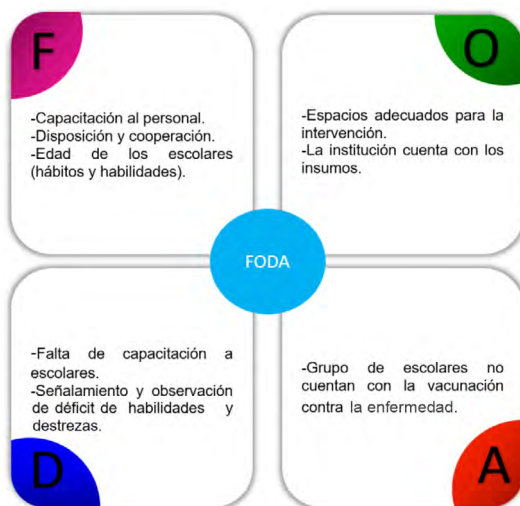 F
-Capacitación al personal.
-Disposición y cooperación.
-Edad de los escolares
(hábitos y habilidades).
O
-Espacios adecuados para la
intervención.
-La institución cuenta con los
insumos.
FODA
-Falta de capacitación a
escolares.
-Señalamiento y observación
de déficit de habilidades y
destrezas.
D
-Grupo de escolares no
cuentan con la vacunación
contra la enfermedad.
A